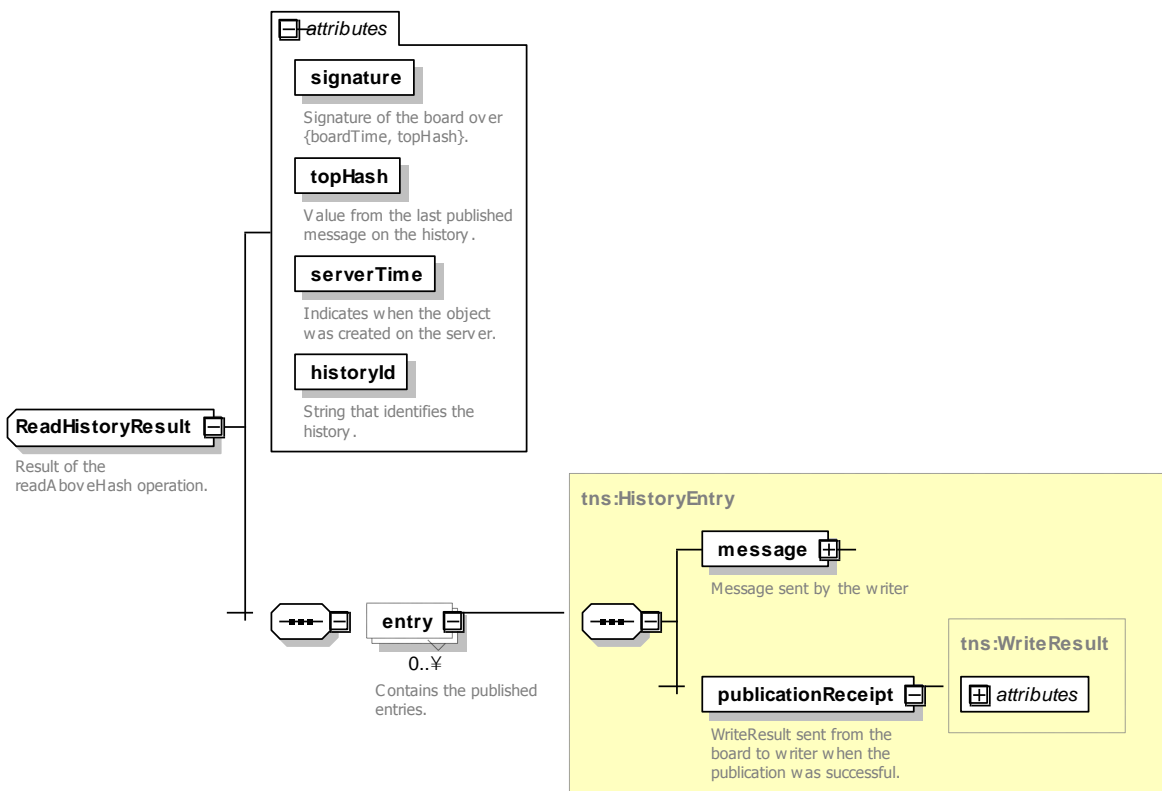 attributes
signature
Signature of the board over
{boardTime, topHash}.
topHash
Value from the last published
message on the history.
serverTime
Indicates when the object
was created on the server.
historyId
String that identifies the
history.
ReadHistoryResult
Result of the
readAboveHash operation.
tns:HistoryEntry
message
Message sent by the writer
entry
0..¥
Contains the published
entries.
tns:WriteResult
publicationReceipt
attributes
WriteResult sent from the
board to writer when the
publication was successful.